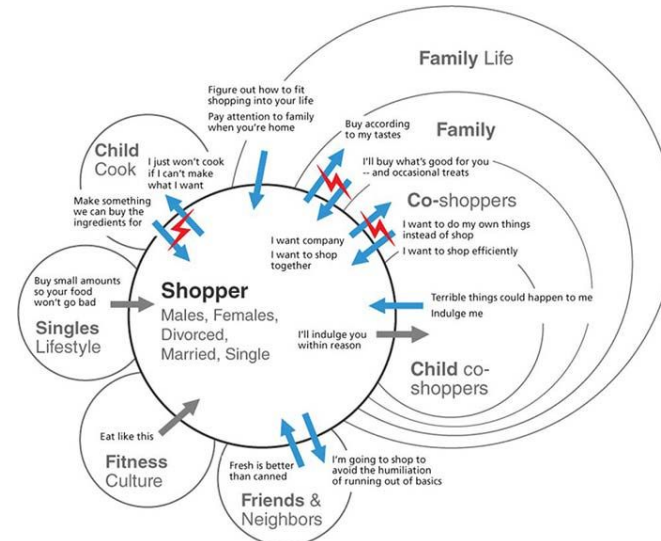 Family Life
Figure out how to fit
shopping into your life
Pay attention to family
when you're home
Buy according
to my tastes
Family
I'll buy what's good for you
-- and occasional treats
Child
Cook
I just won't cook
if I can't make
what I want
Make something
we can buy the
ingredients for
Co-shoppers
I want to do my own things
instead of shop
I want to shop efficiently
I want company
I want to shop
together
Shopper
Males, Females,
Divorced,
Married, Single
Buy small amounts
so your food
won't go bad
Singles
Lifestyle
Terrible things could happen to me
Indulge me
I'll indulge you
within reason
Child co-
shoppers
Eat like this
Fitness
Culture
Fresh is better
than canned
I'm going to shop to
avoid the humiliation
of running out of basics
Friends &
Neighbors